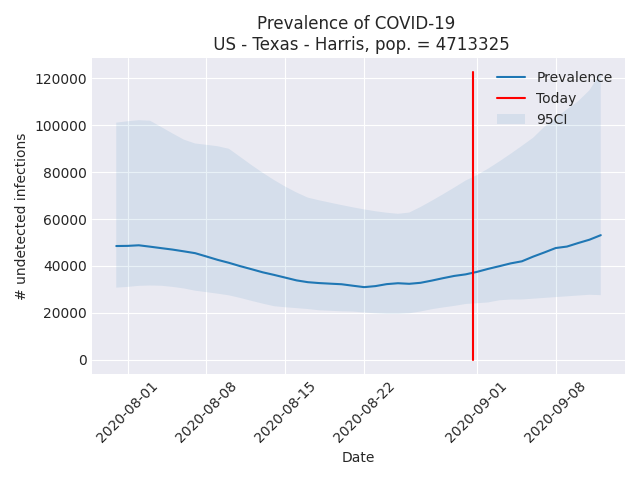 Prevalence of COVID-19
US - Texas - Harris, pop. = 4713325
Prevalence
Today
95CI
# undetected infections
120000
100000
80000
60000
40000
20000
0
2020-08-01
2020-08-08
2020-08-15
2020-08-22
2020-09-01
2020-09-08
Date